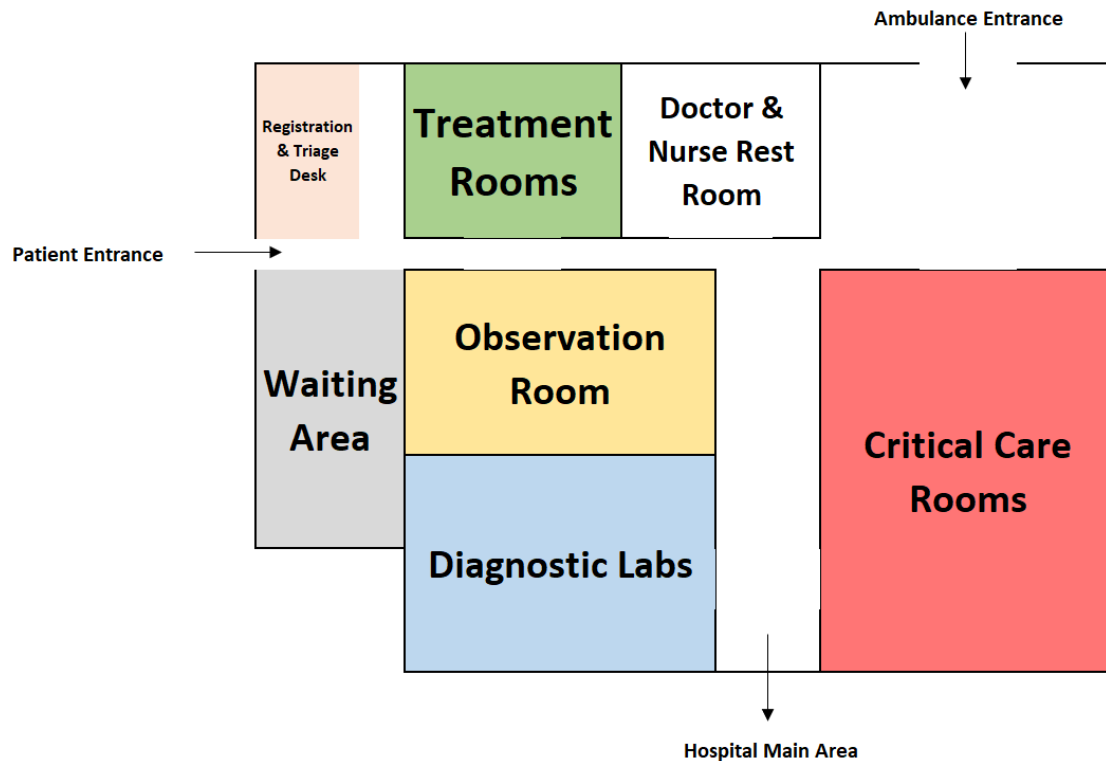 Ambulance Entrance
Registration
& Triage
Desk
Treatment
Rooms
Doctor &
Nurse Rest
Room
Patient Entrance
Waiting
Area
Observation
Room
Critical Care
Rooms
Diagnostic Labs
Hospital Main Area